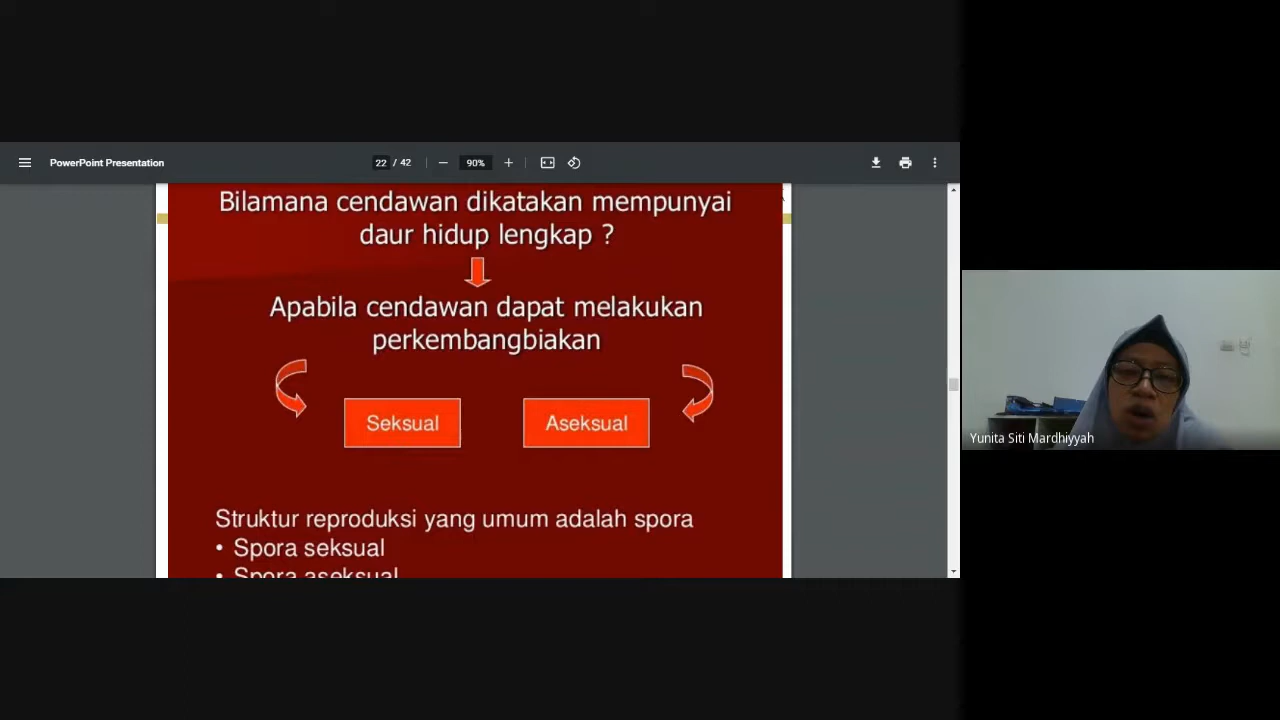 PowerPoint Presentation
22 / 42
90%
Bilamana cendawan dikatakan mempunyai
daur hidup lengkap ?
Apabila cendawan dapat melakukan
perkembangbiakan
Seksual
Aseksual
Struktur reproduksi yang umum adalah spora
• Spora seksual
• Spora aseksual
Yunita Siti Mardhiyyah